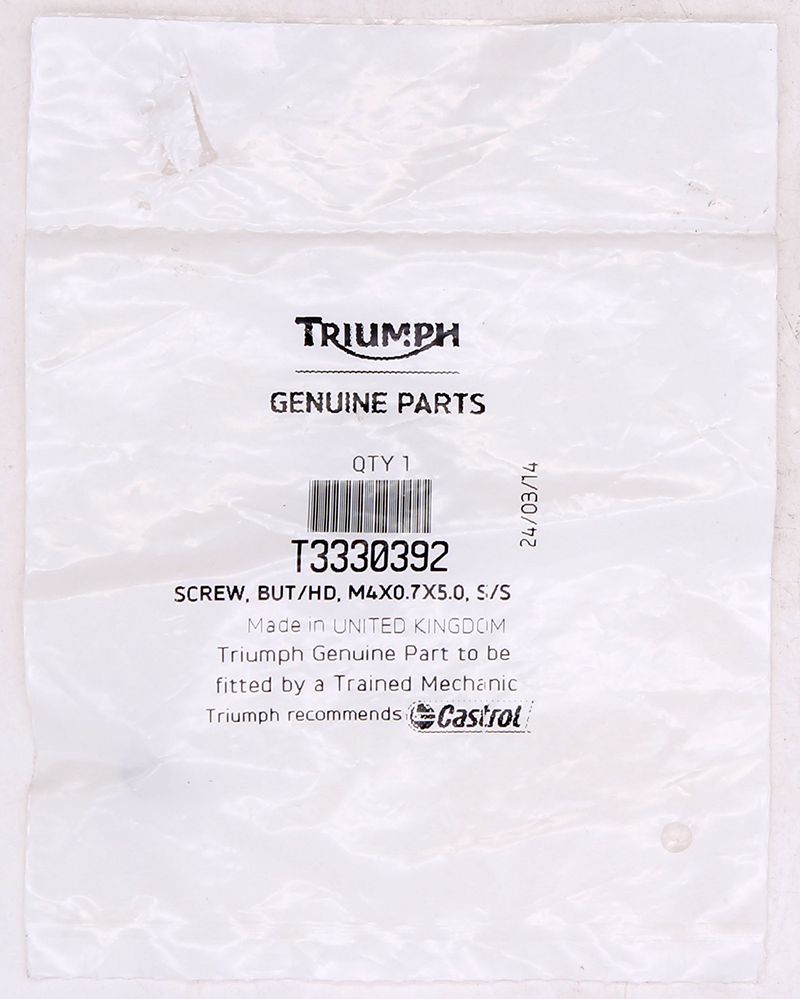 TRIUMPH
GENUINE PARTS
QTY 1
24/03/14
T3330392
SCREW, BUT/HD, M4X0.7X5.0, S/S
Made in UNITED KINGDOM
Triumph Genuine Part to be
fitted by a Trained Mechanic
Triumph recommends Castrol